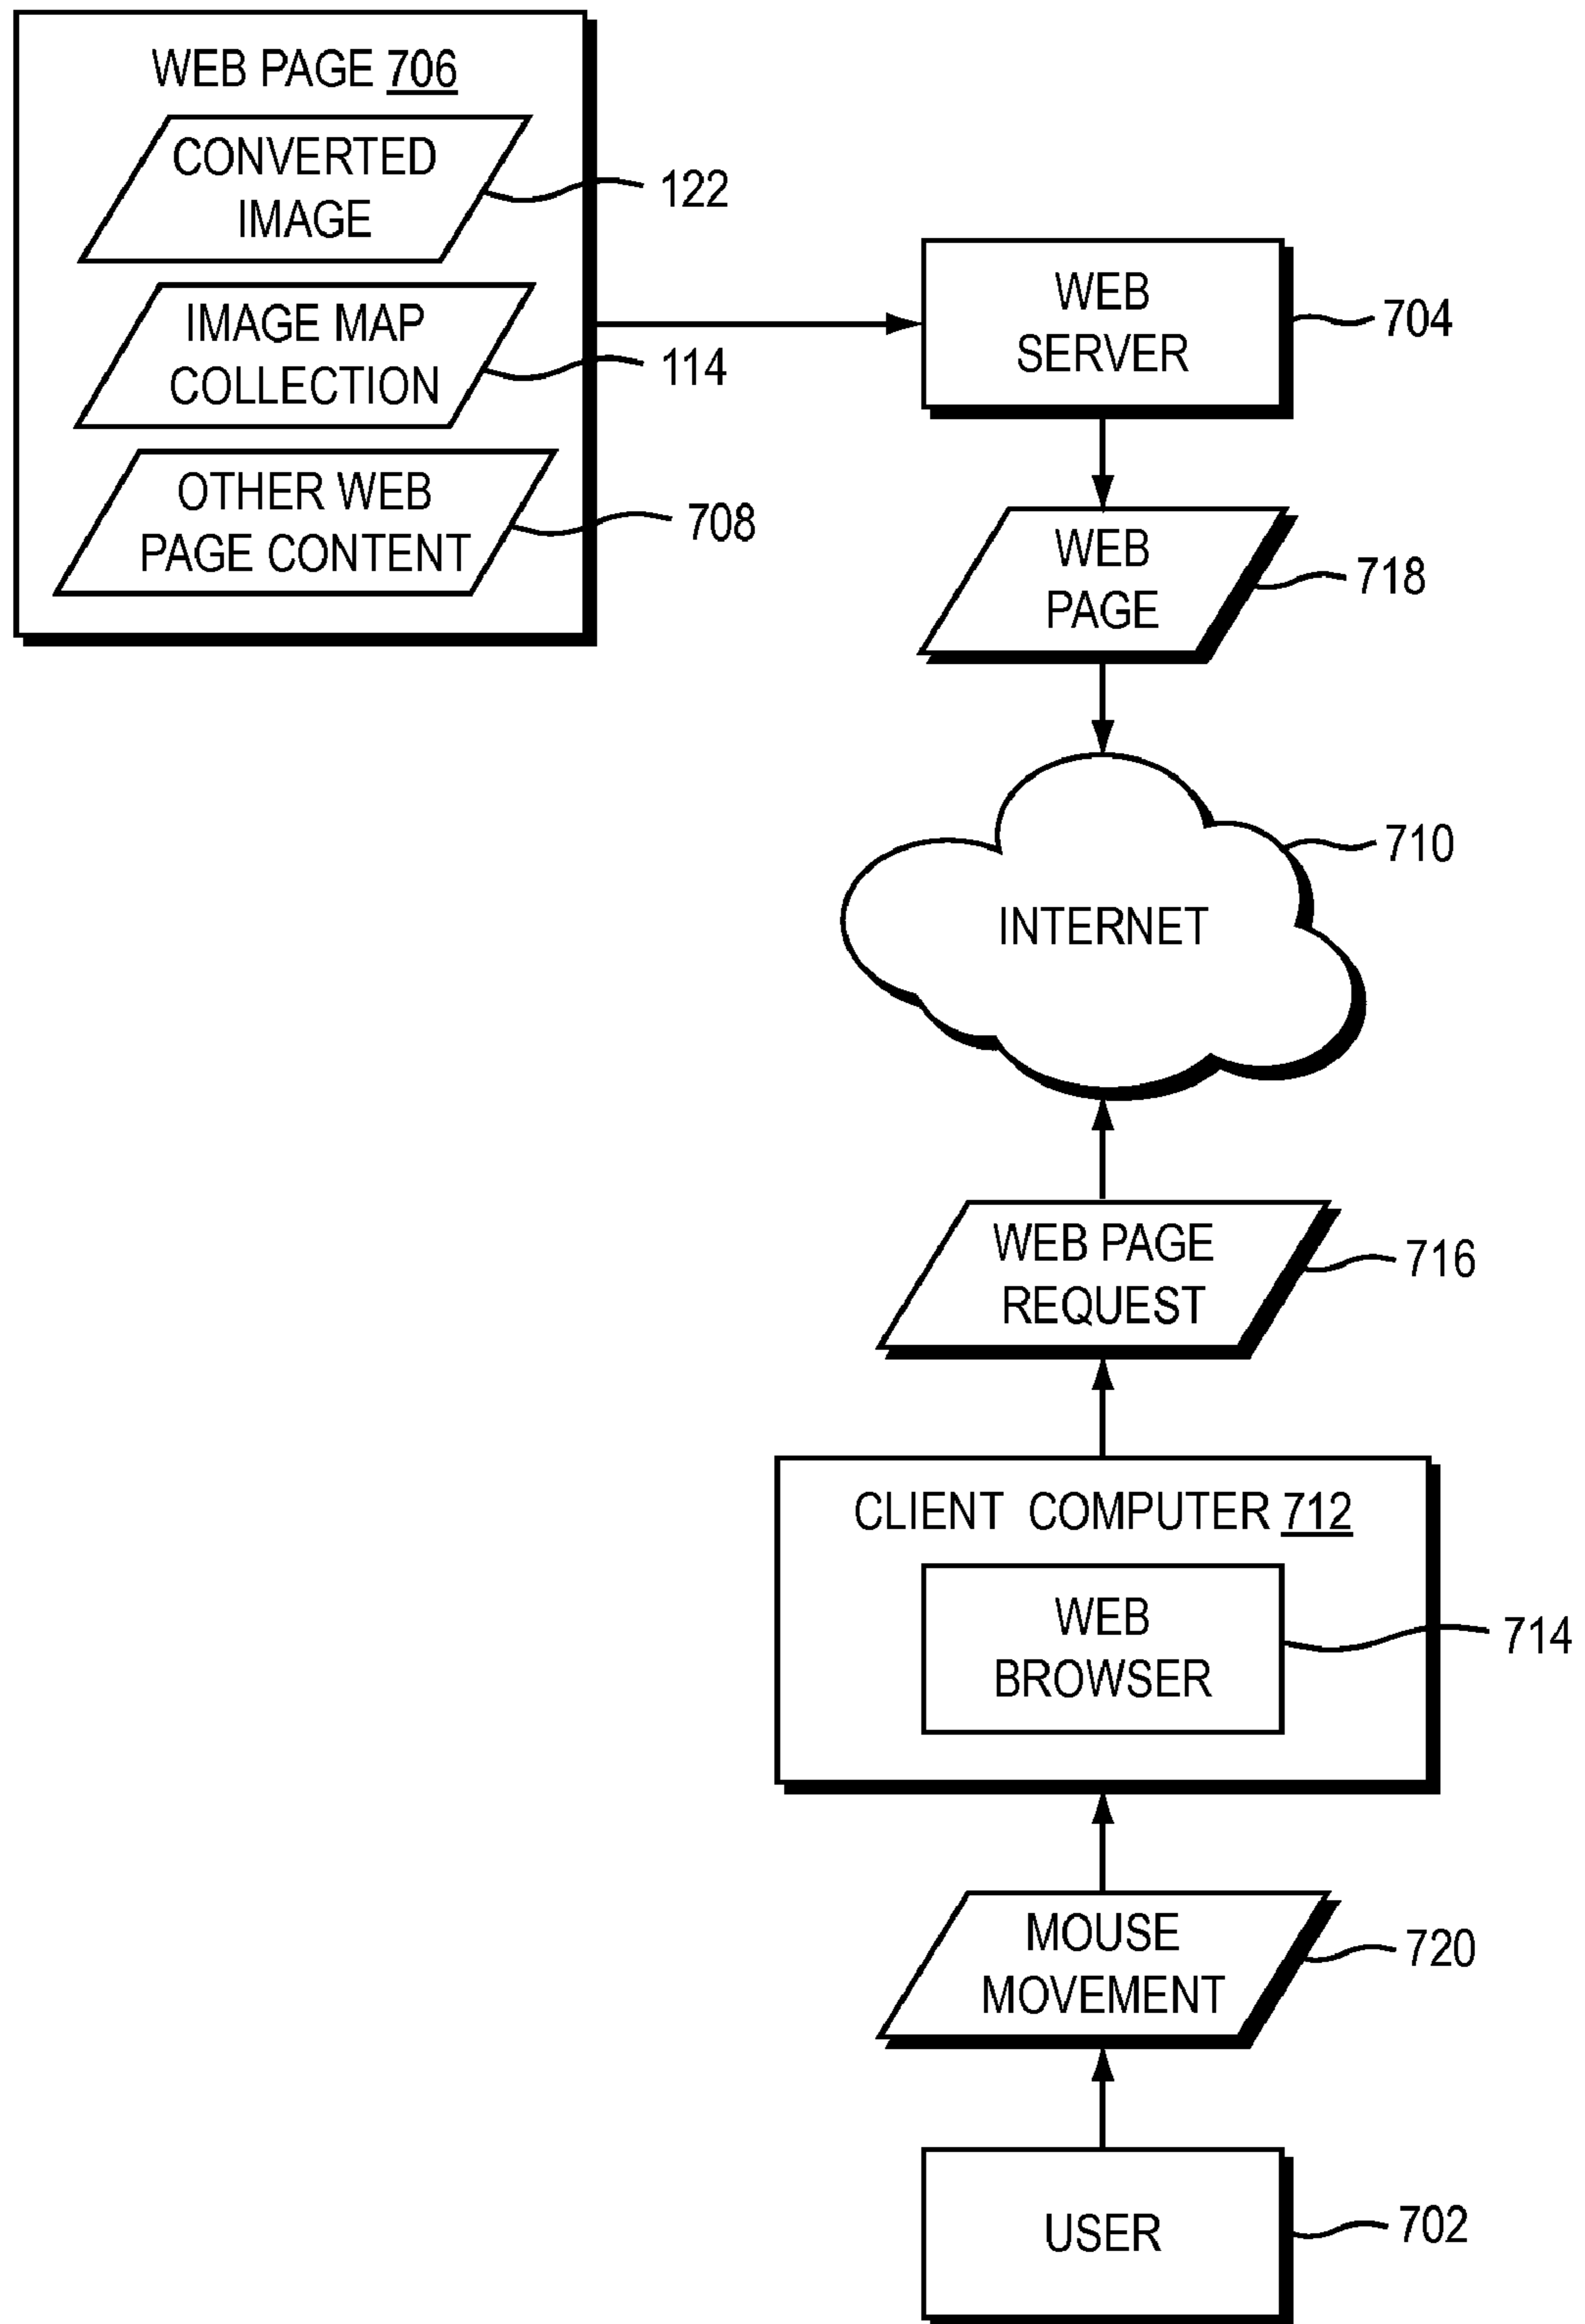 WEB PAGE 706
CONVERTED
IMAGE
122
IMAGE MAP
COLLECTION
114
OTHER WEB
PAGE CONTENT
708
WEB
SERVER
704
WEB
PAGE
718
INTERNET
710
WEB PAGE
REQUEST
716
CLIENT COMPUTER 712
WEB
BROWSER
714
MOUSE
MOVEMENT
720
USER
702